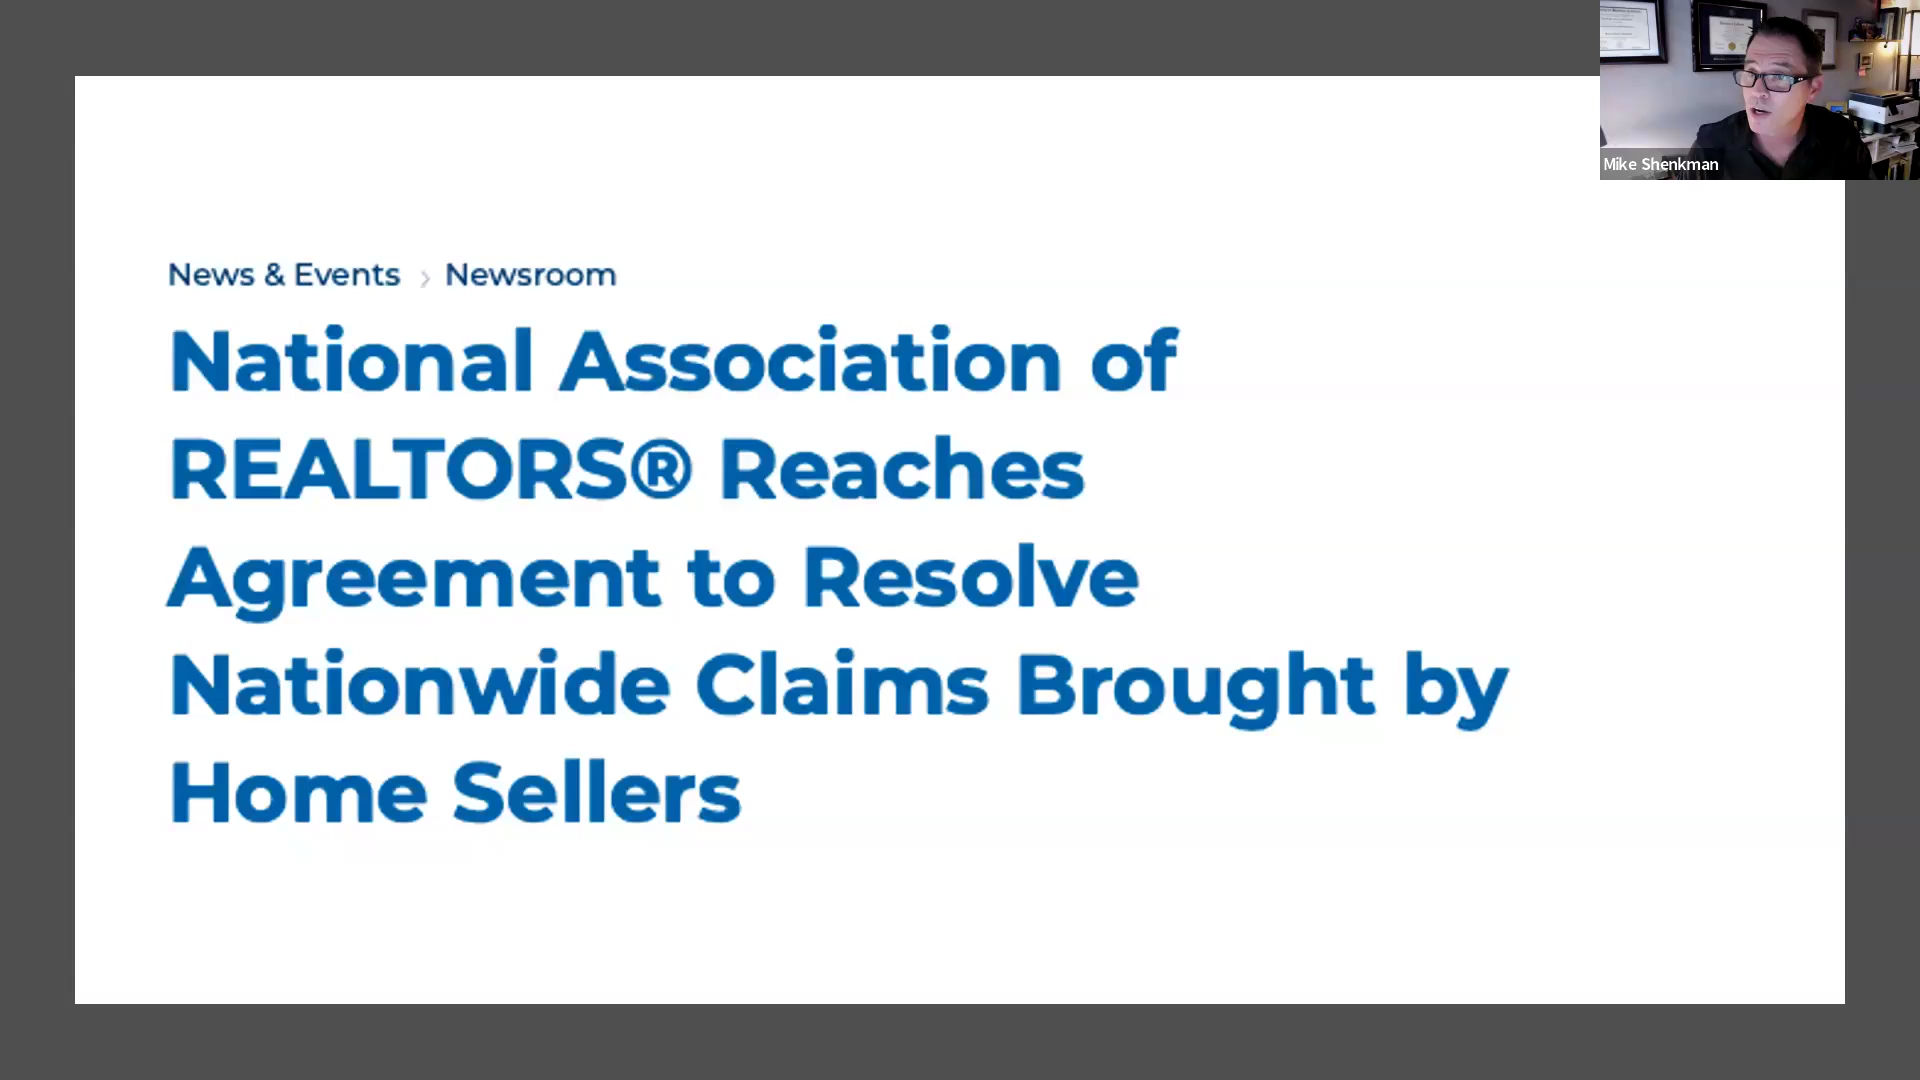 News & Events › Newsroom
National Association of
REALTORS® Reaches
Agreement to Resolve
Nationwide Claims Brought by
Home Sellers
Mike Shenkman